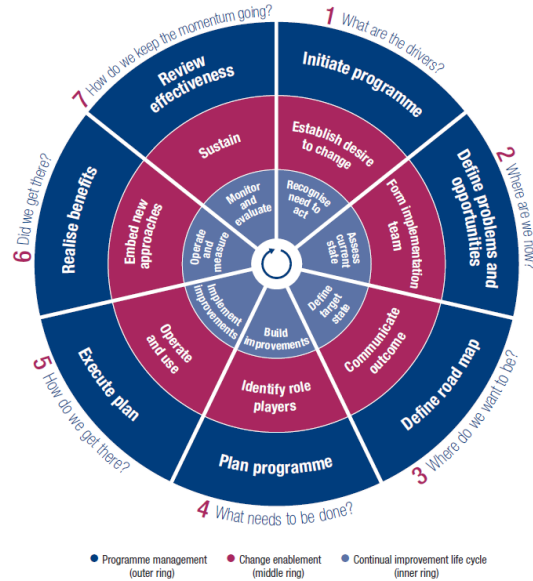 1 What are the drivers?
Initiate programme
Establish desire
to change
Recognise
need to
act
2 Where are we now?
Define problems and
opportunities
Form implementation
team
Assess
current
state
3 Where do we want to be?
Define road map
Communicate
outcome
Define
target
state
4 What needs to be done?
Plan programme
Identify role
players
Build
improvements
5 How do we get there?
Execute plan
Operate
and use
Implement
improvements
6 Did we get there?
Realise benefits
Embed new
approaches
Operate
and
measure
7 How do we keep the momentum going?
Review
effectiveness
Sustain
Monitor
and
evaluate
Programme management
(outer ring)
Change enablement
(middle ring)
Continual improvement life cycle
(inner ring)